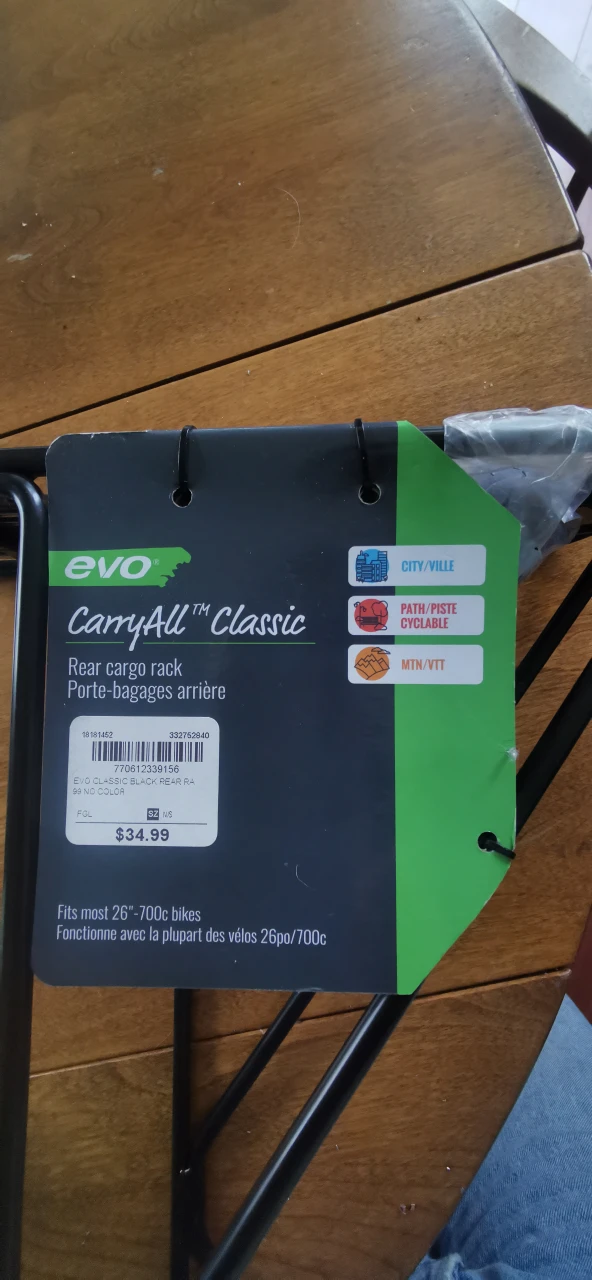 evo®
CarryAll™ Classic
Rear cargo rack
Porte-bagages arrière
CITY/VILLE
PATH/PISTE
CYCLABLE
MTN/VTT
18181452 332752840
770612339156
EVO CLASSIC BLACK REAR RA
99 NO COLOR
FGL SZ N/S
$34.99
Fits most 26"-700c bikes
Fonctionne avec la plupart des vélos 26po/700c